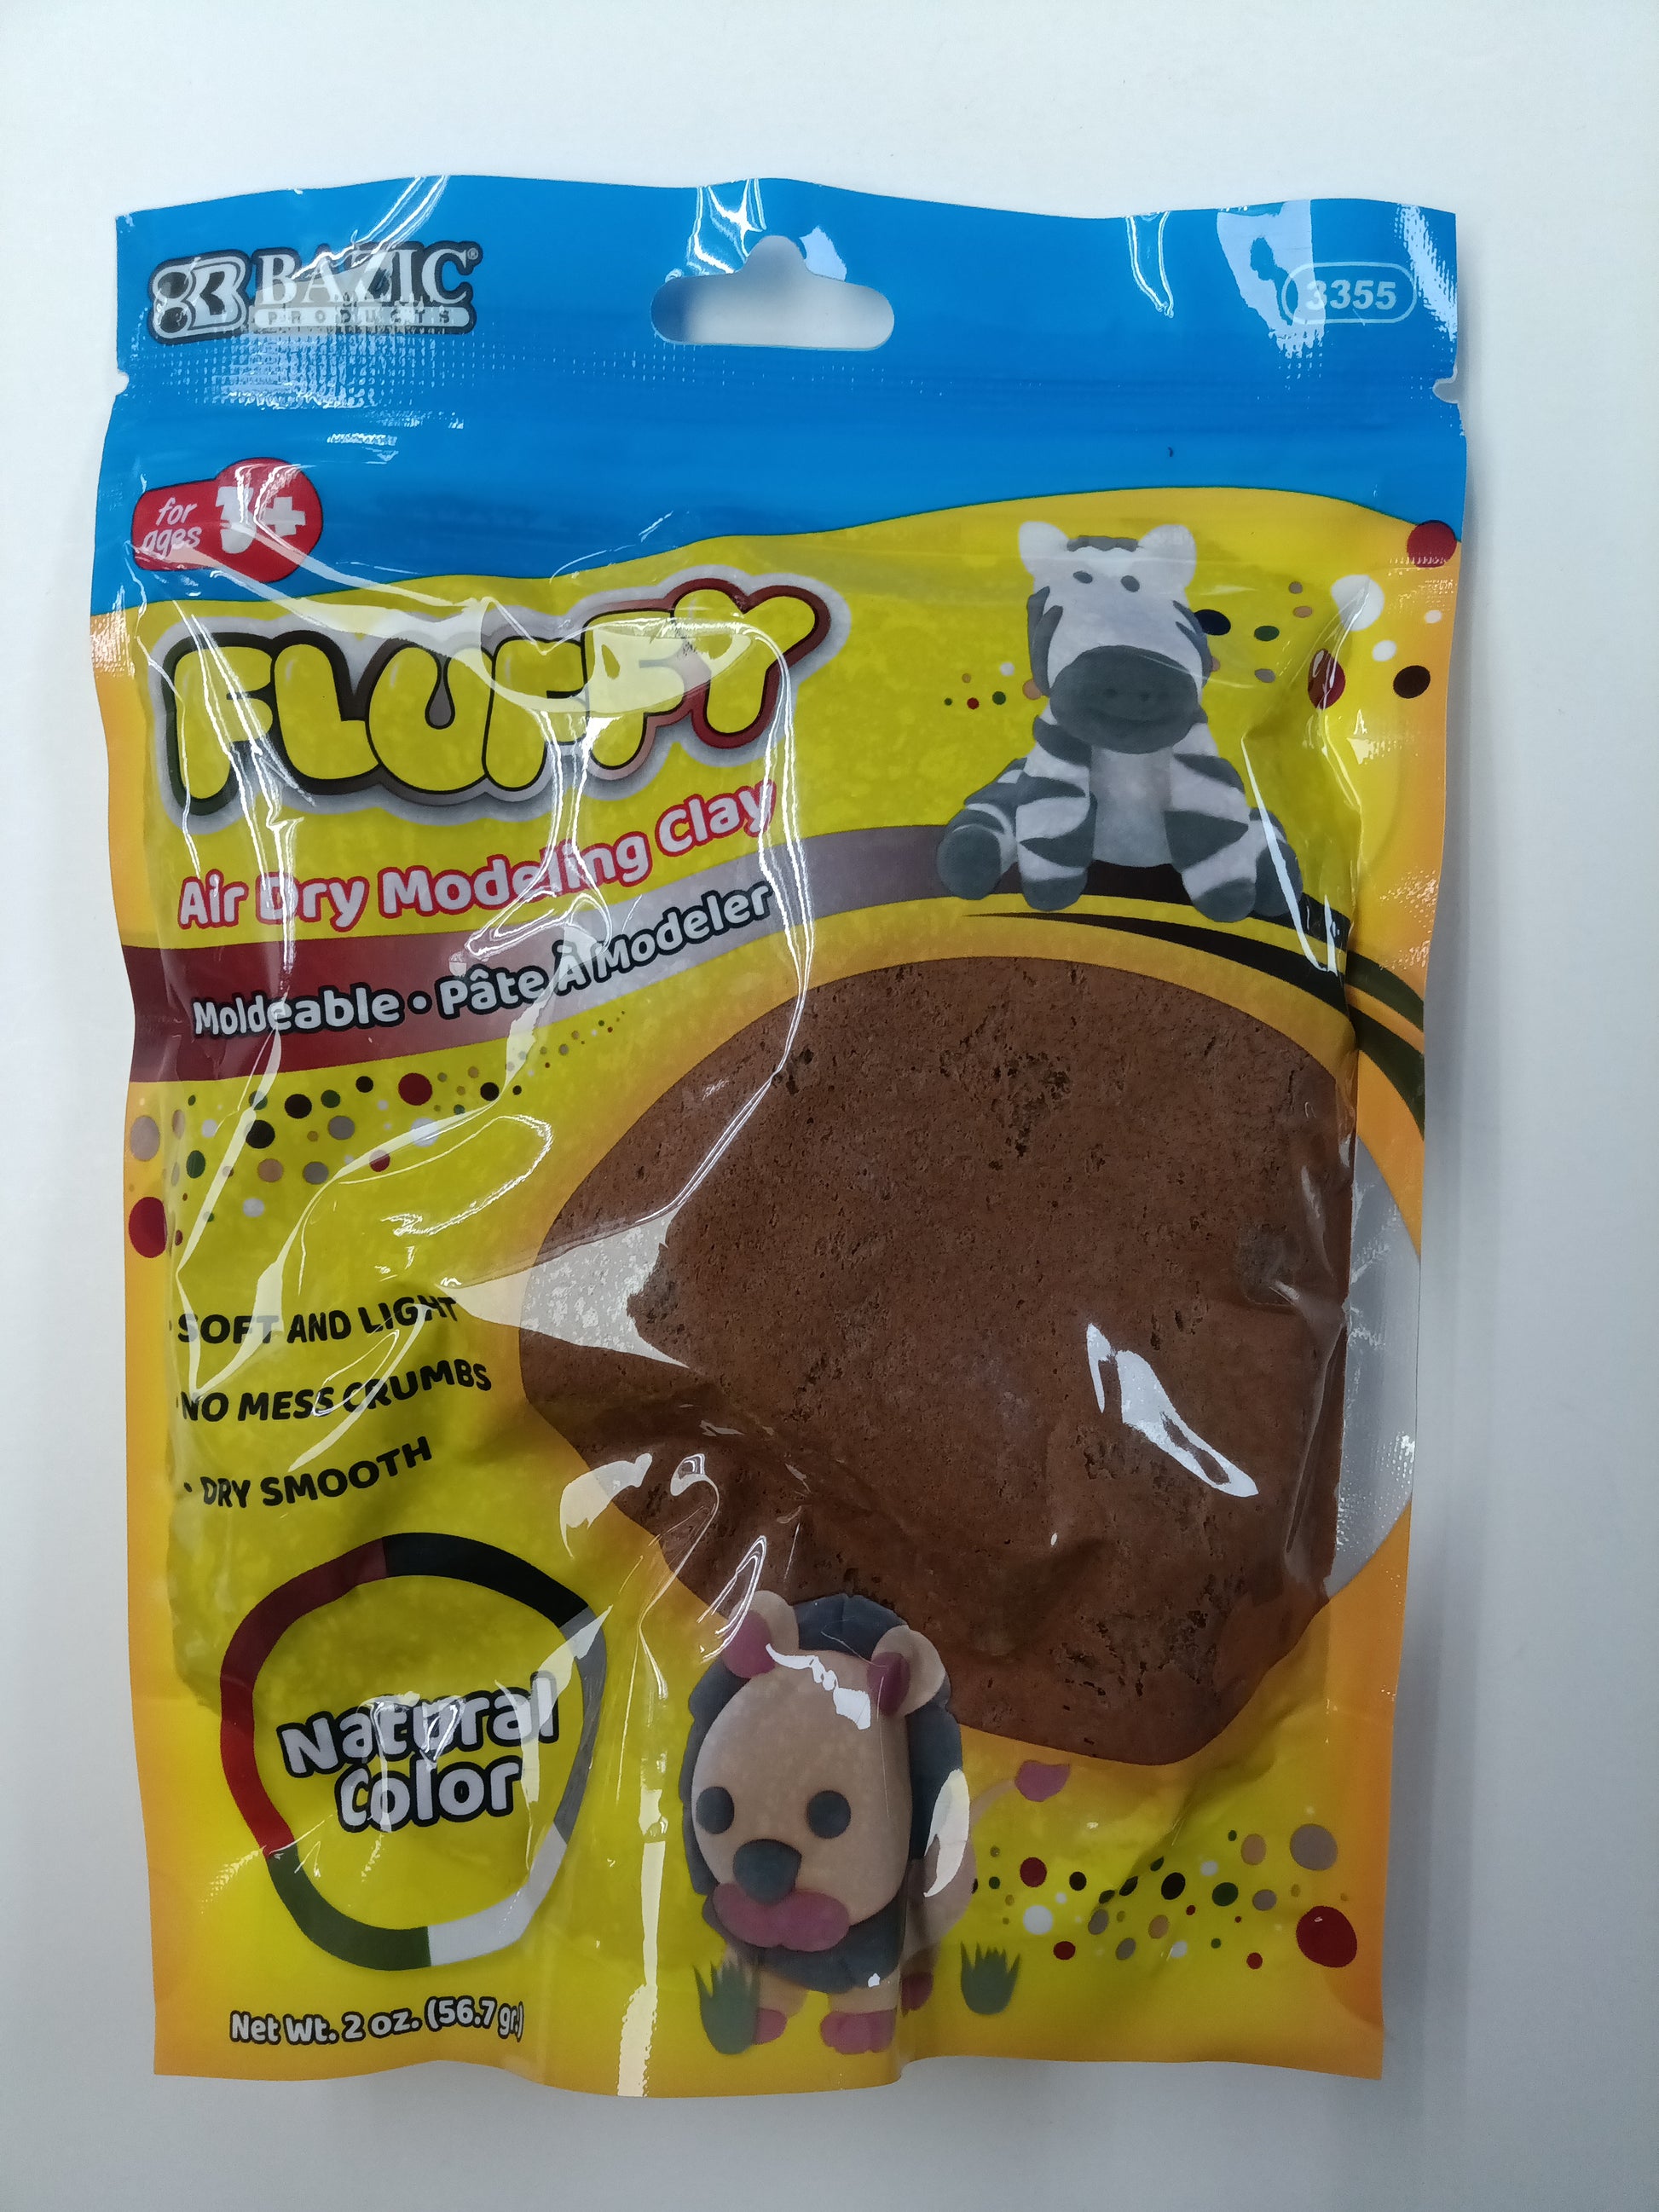 BAZIC®
PRODUCTS
3355
for ages 3+
FLUFFY
Air Dry Modeling Clay
Moldeable • Pâte À Modeler
• SOFT AND LIGHT
• NO MESS CRUMBS
• DRY SMOOTH
Natural
Color
Net Wt. 2 oz. (56.7 gr.)